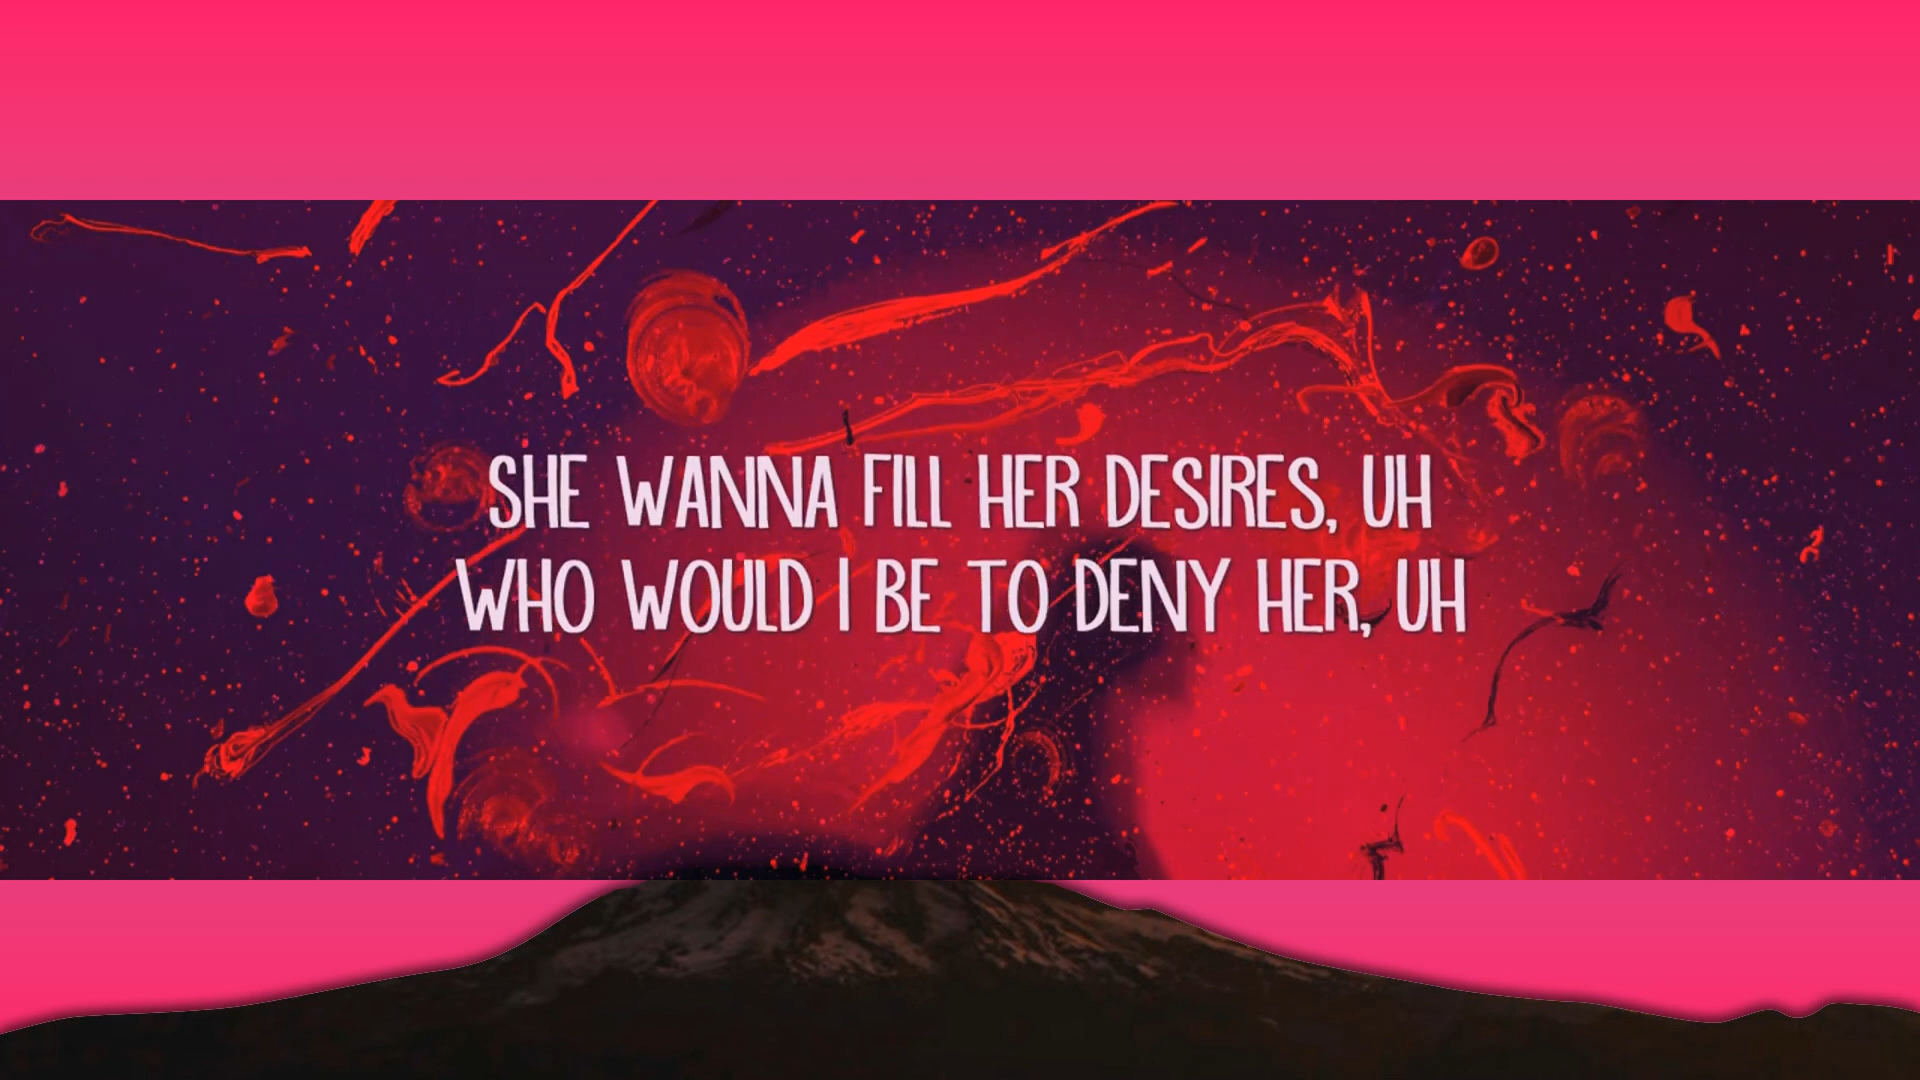 SHE WANNA FILL HER DESIRES, UH
WHO WOULD I BE TO DENY HER, UH